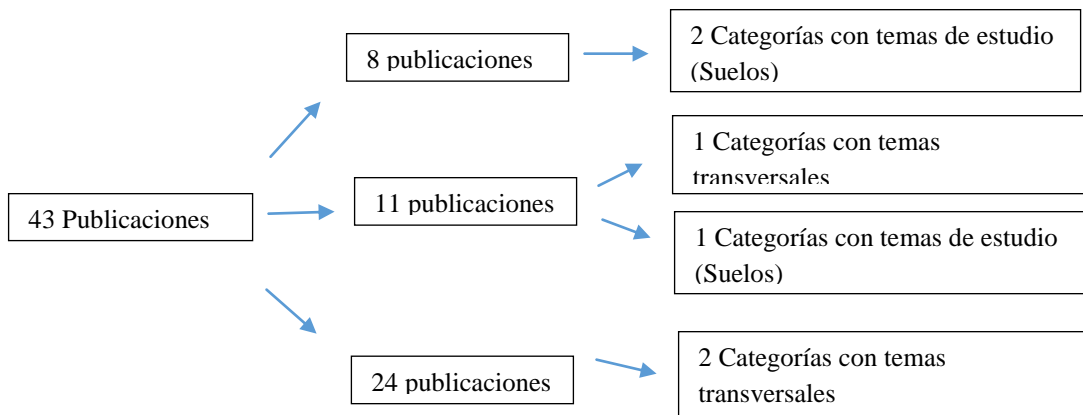 8 publicaciones
2 Categorías con temas de estudio
(Suelos)
43 Publicaciones
11 publicaciones
1 Categorías con temas
transversales
1 Categorías con temas de estudio
(Suelos)
24 publicaciones
2 Categorías con temas
transversales